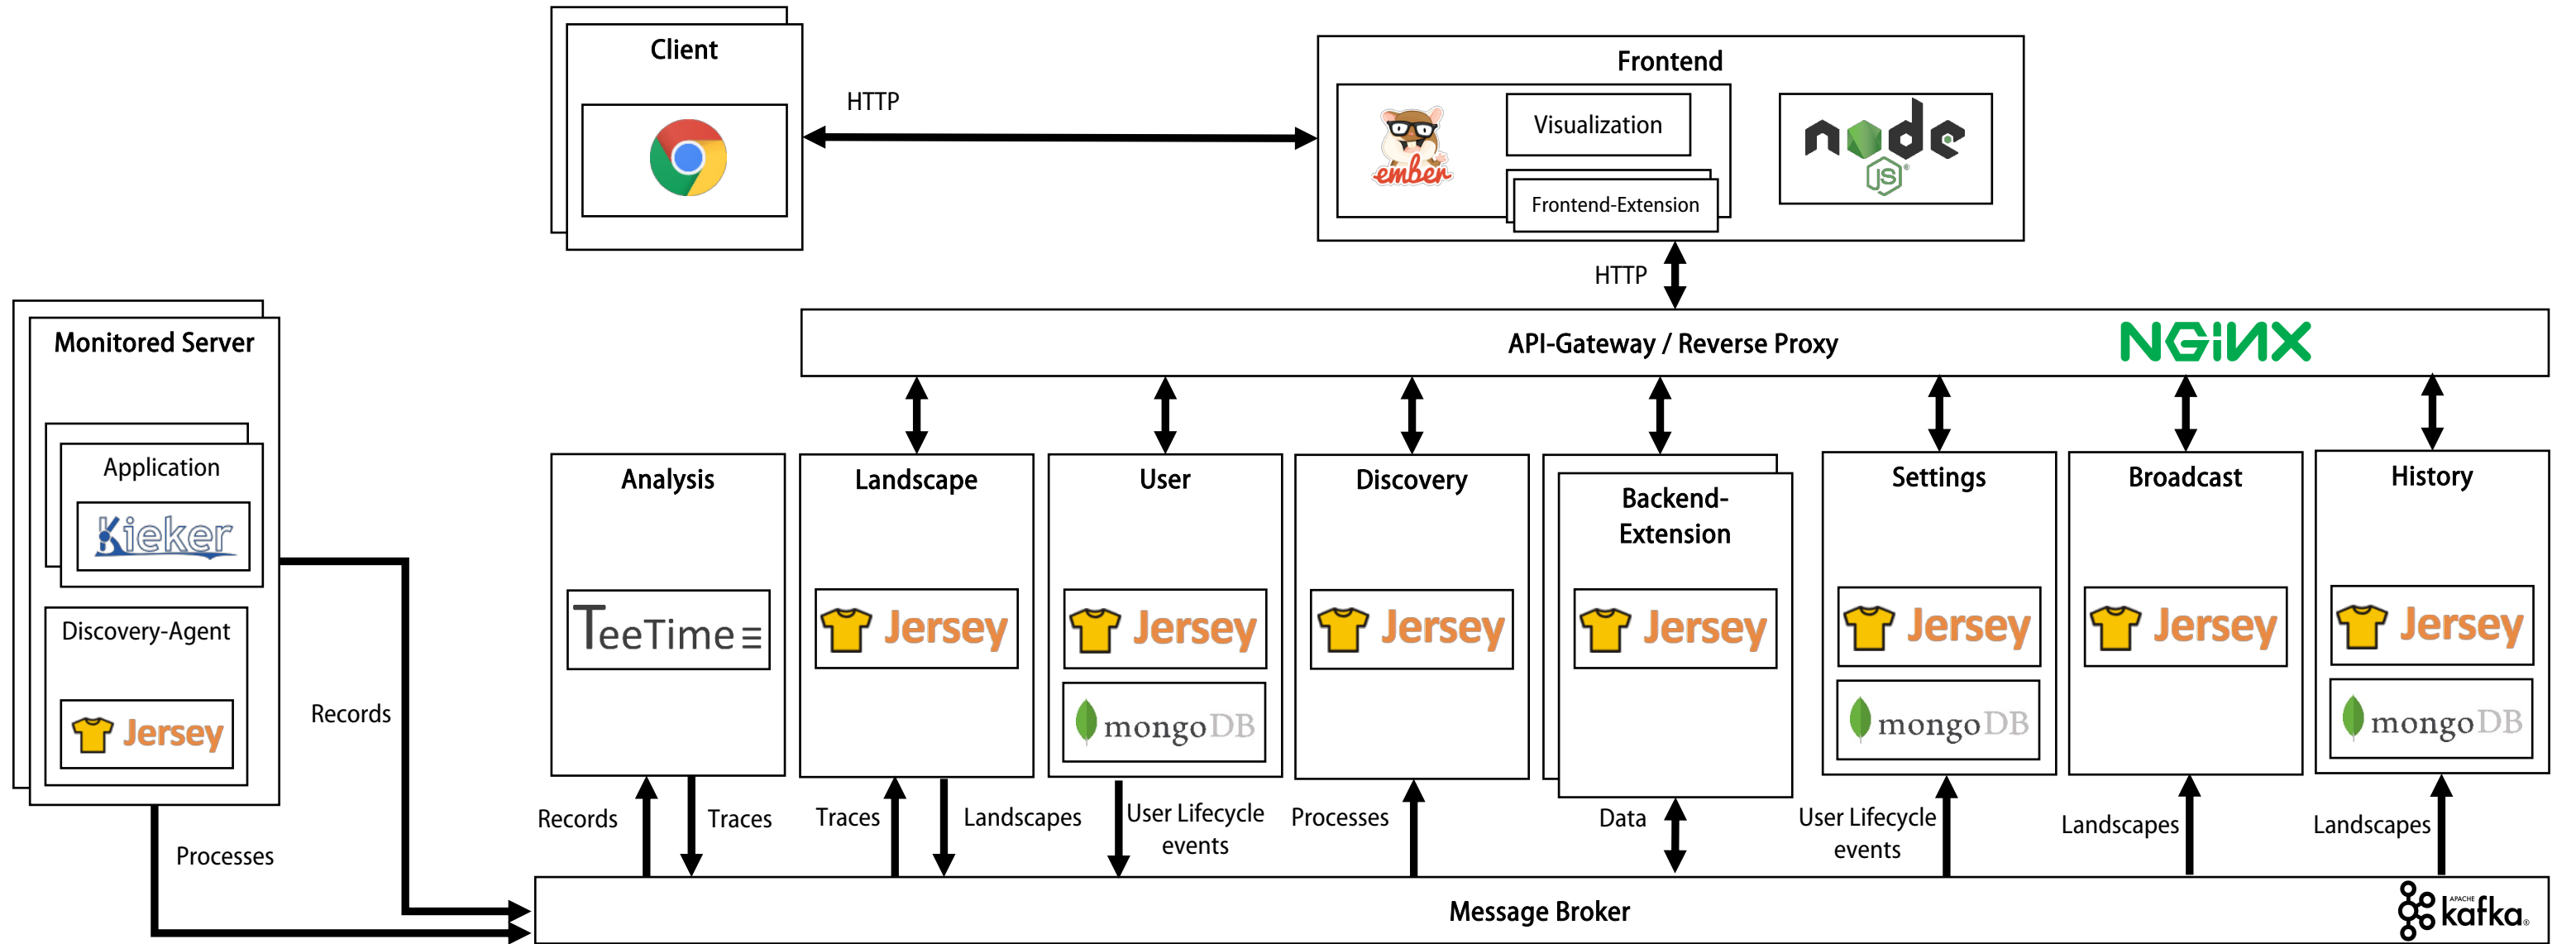 Client
HTTP
Frontend
ember
Visualization
Frontend-Extension
node
JS®
HTTP
API-Gateway / Reverse Proxy
NGINX
Monitored Server
Application
Kieker
Discovery-Agent
Jersey
Records
Processes
Analysis
TeeTime
Landscape
Jersey
User
Jersey
mongoDB
Discovery
Jersey
Backend-
Extension
Jersey
Settings
Jersey
mongoDB
Broadcast
Jersey
History
Jersey
mongoDB
Records
Traces
Traces
Landscapes
User Lifecycle
events
Processes
Data
User Lifecycle
events
Landscapes
Landscapes
Message Broker
APACHE
kafka®